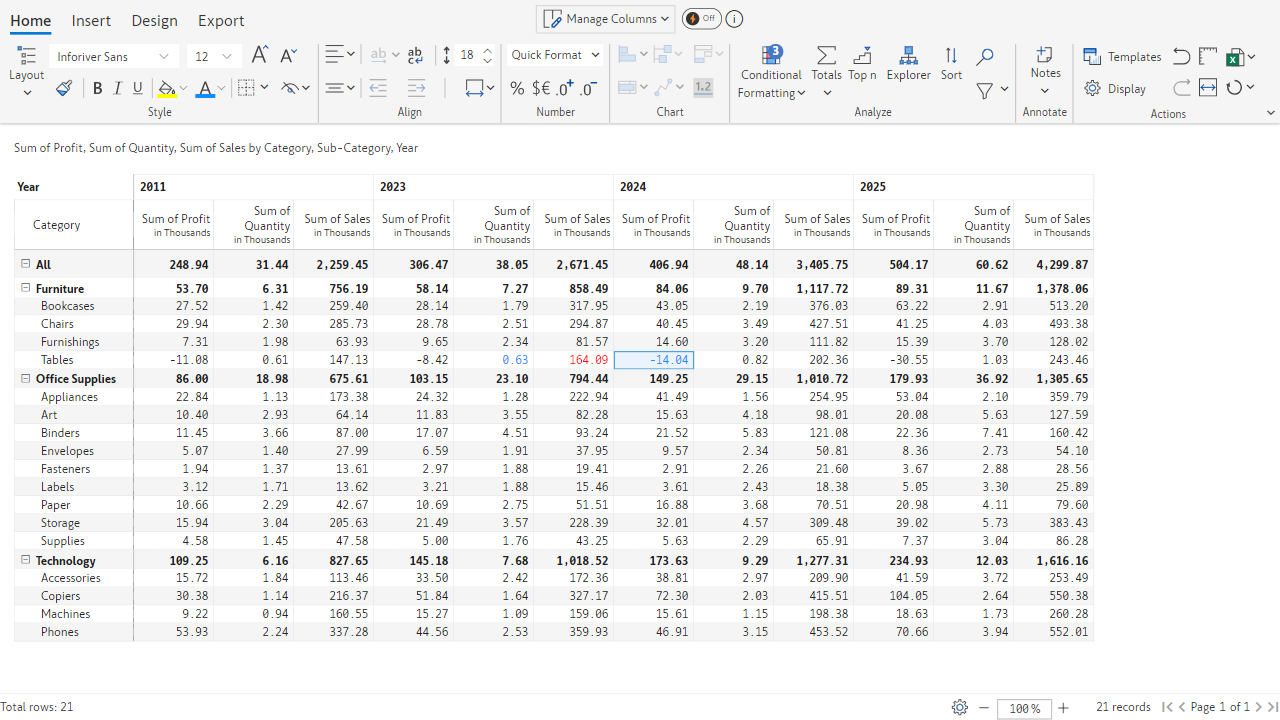 Home Insert Design Export Manage Columns Off i
Layout Inforiver Sans 12 A A ab ab 18 Quick Format 3 Conditional Formatting Totals Top n Explorer Sort Notes Templates
B I U A % $€ .0+ .0- 1.2 Display
Style Align Number Chart Analyze Annotate Actions
Sum of Profit, Sum of Quantity, Sum of Sales by Category, Sub-Category, Year
Year 2011 2023 2024 2025
Category Sum of Profit in Thousands Sum of Quantity in Thousands Sum of Sales in Thousands Sum of Profit in Thousands Sum of Quantity in Thousands Sum of Sales in Thousands Sum of Profit in Thousands Sum of Quantity in Thousands Sum of Sales in Thousands Sum of Profit in Thousands Sum of Quantity in Thousands Sum of Sales in Thousands
All 248.94 31.44 2,259.45 306.47 38.05 2,671.45 406.94 48.14 3,405.75 504.17 60.62 4,299.87
Furniture 53.70 6.31 756.19 58.14 7.27 858.49 84.06 9.70 1,117.72 89.31 11.67 1,378.06
Bookcases 27.52 1.42 259.40 28.14 1.79 317.95 43.05 2.19 376.03 63.22 2.91 513.20
Chairs 29.94 2.30 285.73 28.78 2.51 294.87 40.45 3.49 427.51 41.25 4.03 493.38
Furnishings 7.31 1.98 63.93 9.65 2.34 81.57 14.60 3.20 111.82 15.39 3.70 128.02
Tables -11.08 0.61 147.13 -8.42 0.63 164.09 -14.04 0.82 202.36 -30.55 1.03 243.46
Office Supplies 86.00 18.98 675.61 103.15 23.10 794.44 149.25 29.15 1,010.72 179.93 36.92 1,305.65
Appliances 22.84 1.13 173.38 24.32 1.28 222.94 41.49 1.56 254.95 53.04 2.10 359.79
Art 10.40 2.93 64.14 11.83 3.55 82.28 15.63 4.18 98.01 20.08 5.63 127.59
Binders 11.45 3.66 87.00 17.07 4.51 93.24 21.52 5.83 121.08 22.36 7.41 160.42
Envelopes 5.07 1.40 27.99 6.59 1.91 37.95 9.57 2.34 50.81 8.36 2.73 54.10
Fasteners 1.94 1.37 13.61 2.97 1.88 19.41 2.91 2.26 21.60 3.67 2.88 28.56
Labels 3.12 1.71 13.62 3.21 1.88 15.46 3.61 2.43 18.38 5.05 3.30 25.89
Paper 10.66 2.29 42.67 10.69 2.75 51.51 16.88 3.68 70.51 20.98 4.11 79.60
Storage 15.94 3.04 205.63 21.49 3.57 228.39 32.01 4.57 309.48 39.02 5.73 383.43
Supplies 4.58 1.45 47.58 5.00 1.76 43.25 5.63 2.29 65.91 7.37 3.04 86.28
Technology 109.25 6.16 827.65 145.18 7.68 1,018.52 173.63 9.29 1,277.31 234.93 12.03 1,616.16
Accessories 15.72 1.84 113.46 33.50 2.42 172.36 38.81 2.97 209.90 41.59 3.72 253.49
Copiers 30.38 1.14 216.37 51.84 1.64 327.17 72.30 2.03 415.51 104.05 2.64 550.38
Machines 9.22 0.94 160.55 15.27 1.09 159.06 15.61 1.15 198.38 18.63 1.73 260.28
Phones 53.93 2.24 337.28 44.56 2.53 359.93 46.91 3.15 453.52 70.66 3.94 552.01
Total rows: 21 100 % 21 records Page 1 of 1